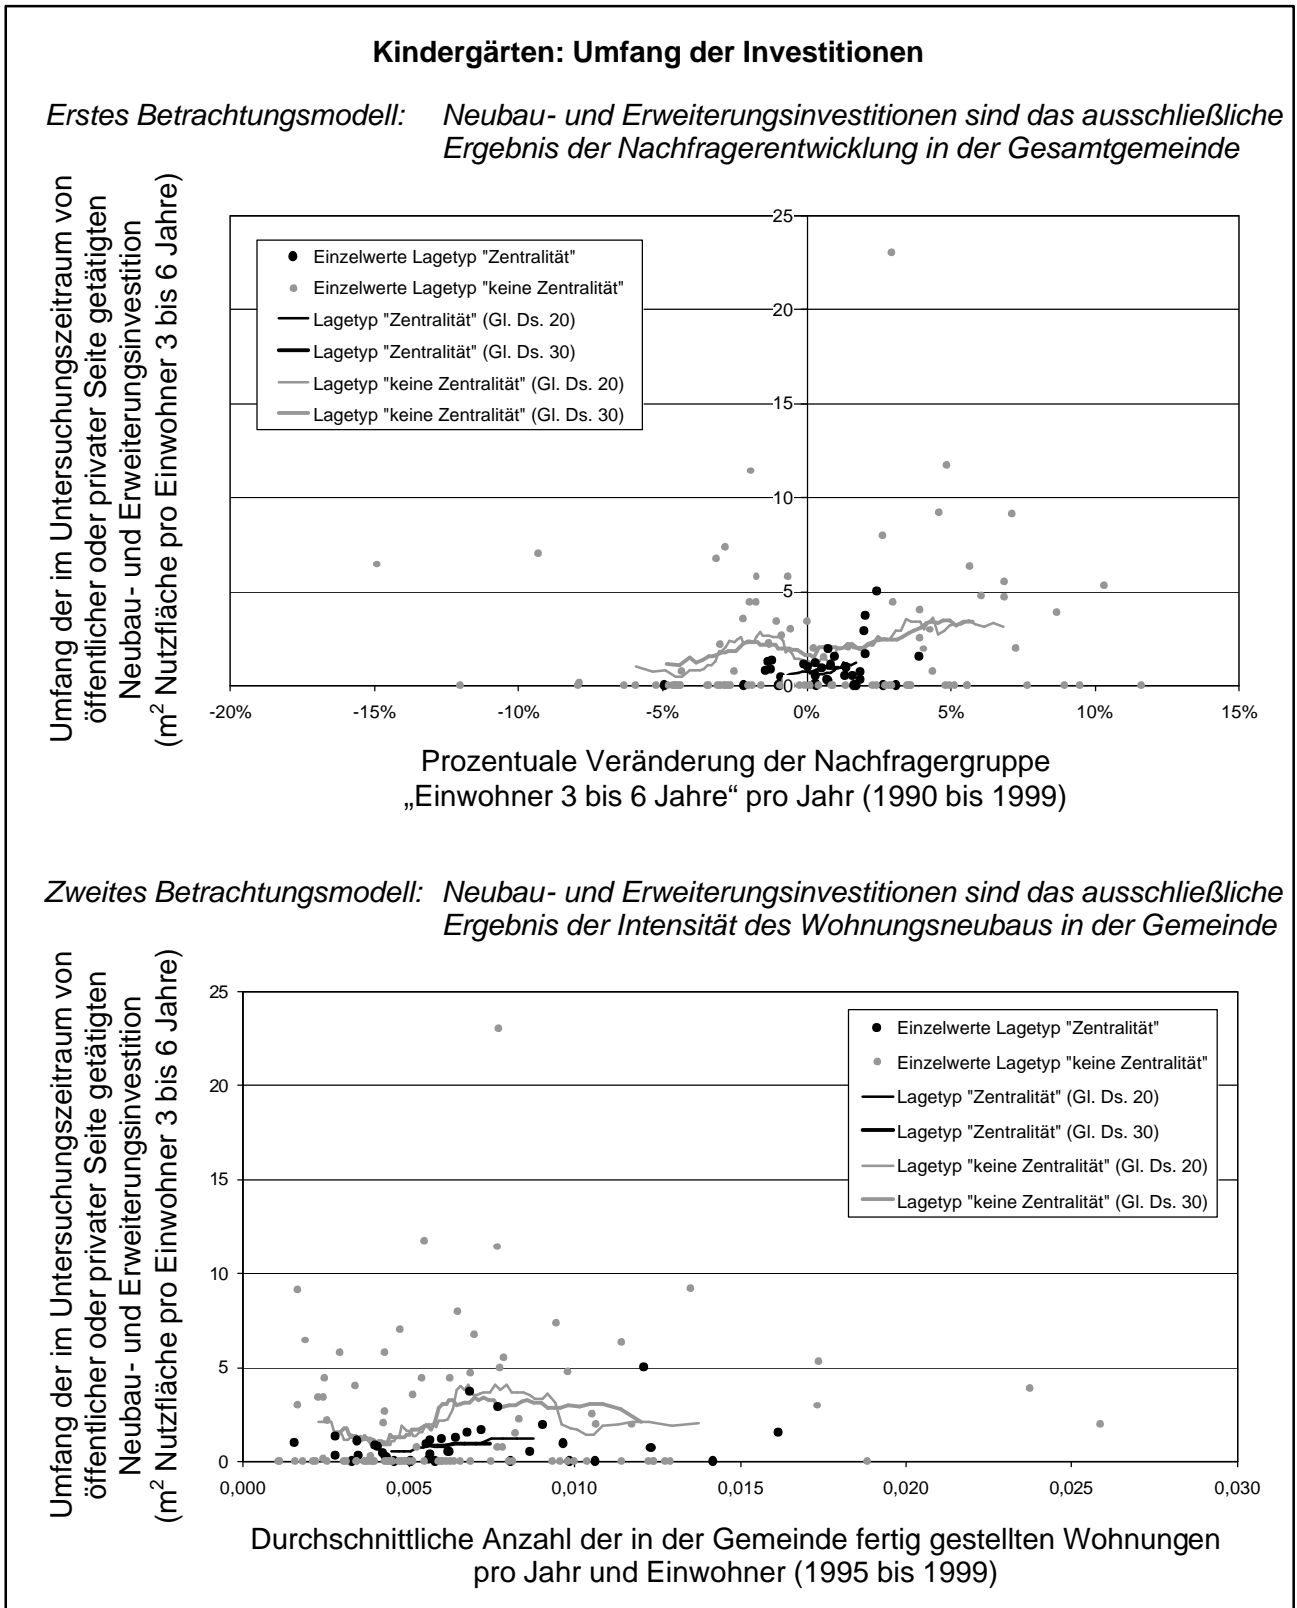 Kindergärten: Umfang der Investitionen
Erstes Betrachtungsmodell: Neubau- und Erweiterungsinvestitionen sind das ausschließliche
Ergebnis der Nachfragerentwicklung in der Gesamtgemeinde
Umfang der im Untersuchungszeitraum von
öffentlicher oder privater Seite getätigten
Neubau- und Erweiterungsinvestition
(m² Nutzfläche pro Einwohner 3 bis 6 Jahre)
25
20
15
10
5
0
Einzelwerte Lagetyp "Zentralität"
Einzelwerte Lagetyp "keine Zentralität"
Lagetyp "Zentralität" (Gl. Ds. 20)
Lagetyp "Zentralität" (Gl. Ds. 30)
Lagetyp "keine Zentralität" (Gl. Ds. 20)
Lagetyp "keine Zentralität" (Gl. Ds. 30)
-20% -15% -10% -5% 0% 5% 10% 15%
Prozentuale Veränderung der Nachfragergruppe
„Einwohner 3 bis 6 Jahre“ pro Jahr (1990 bis 1999)
Zweites Betrachtungsmodell: Neubau- und Erweiterungsinvestitionen sind das ausschließliche
Ergebnis der Intensität des Wohnungsneubaus in der Gemeinde
Umfang der im Untersuchungszeitraum von
öffentlicher oder privater Seite getätigten
Neubau- und Erweiterungsinvestition
(m² Nutzfläche pro Einwohner 3 bis 6 Jahre)
25
20
15
10
5
0
Einzelwerte Lagetyp "Zentralität"
Einzelwerte Lagetyp "keine Zentralität"
Lagetyp "Zentralität" (Gl. Ds. 20)
Lagetyp "Zentralität" (Gl. Ds. 30)
Lagetyp "keine Zentralität" (Gl. Ds. 20)
Lagetyp "keine Zentralität" (Gl. Ds. 30)
0,000 0,005 0,010 0,015 0,020 0,025 0,030
Durchschnittliche Anzahl der in der Gemeinde fertig gestellten Wohnungen
pro Jahr und Einwohner (1995 bis 1999)